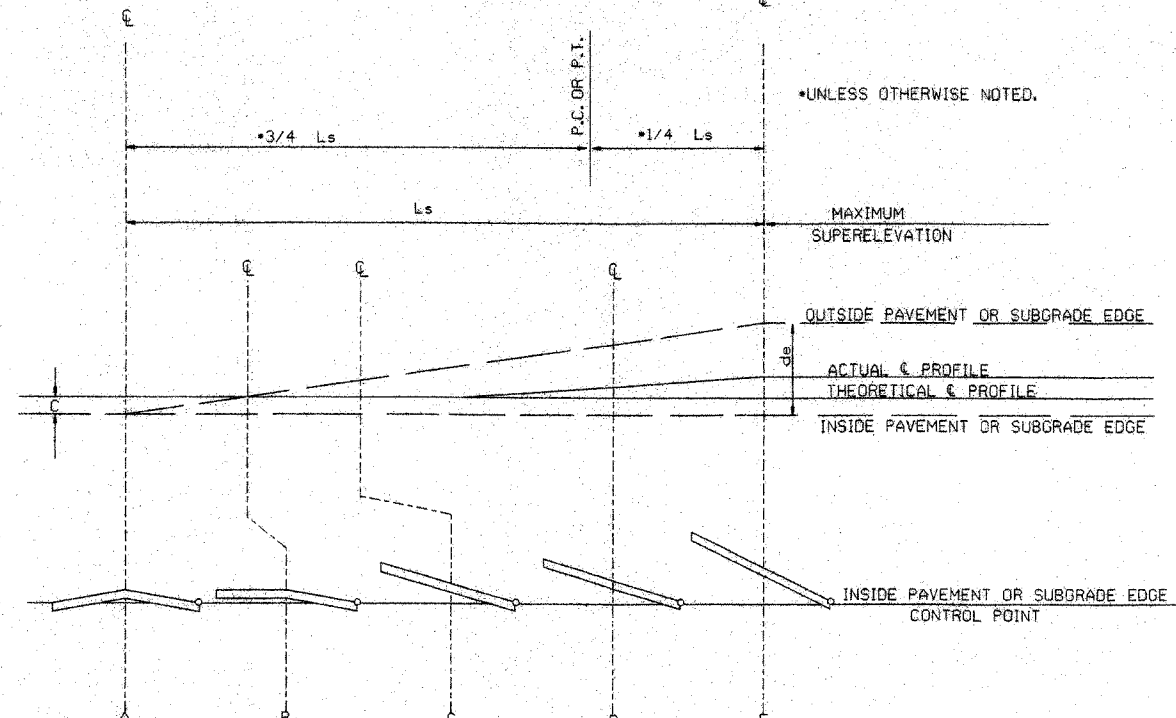 ℄
℄
P.C. OR P.T.
*UNLESS OTHERWISE NOTED.
*3/4 Ls
*1/4 Ls
Ls
MAXIMUM
SUPERELEVATION
℄
℄
℄
OUTSIDE PAVEMENT OR SUBGRADE EDGE
de
ACTUAL ℄ PROFILE
THEORETICAL ℄ PROFILE
C
INSIDE PAVEMENT OR SUBGRADE EDGE
INSIDE PAVEMENT OR SUBGRADE EDGE
CONTROL POINT